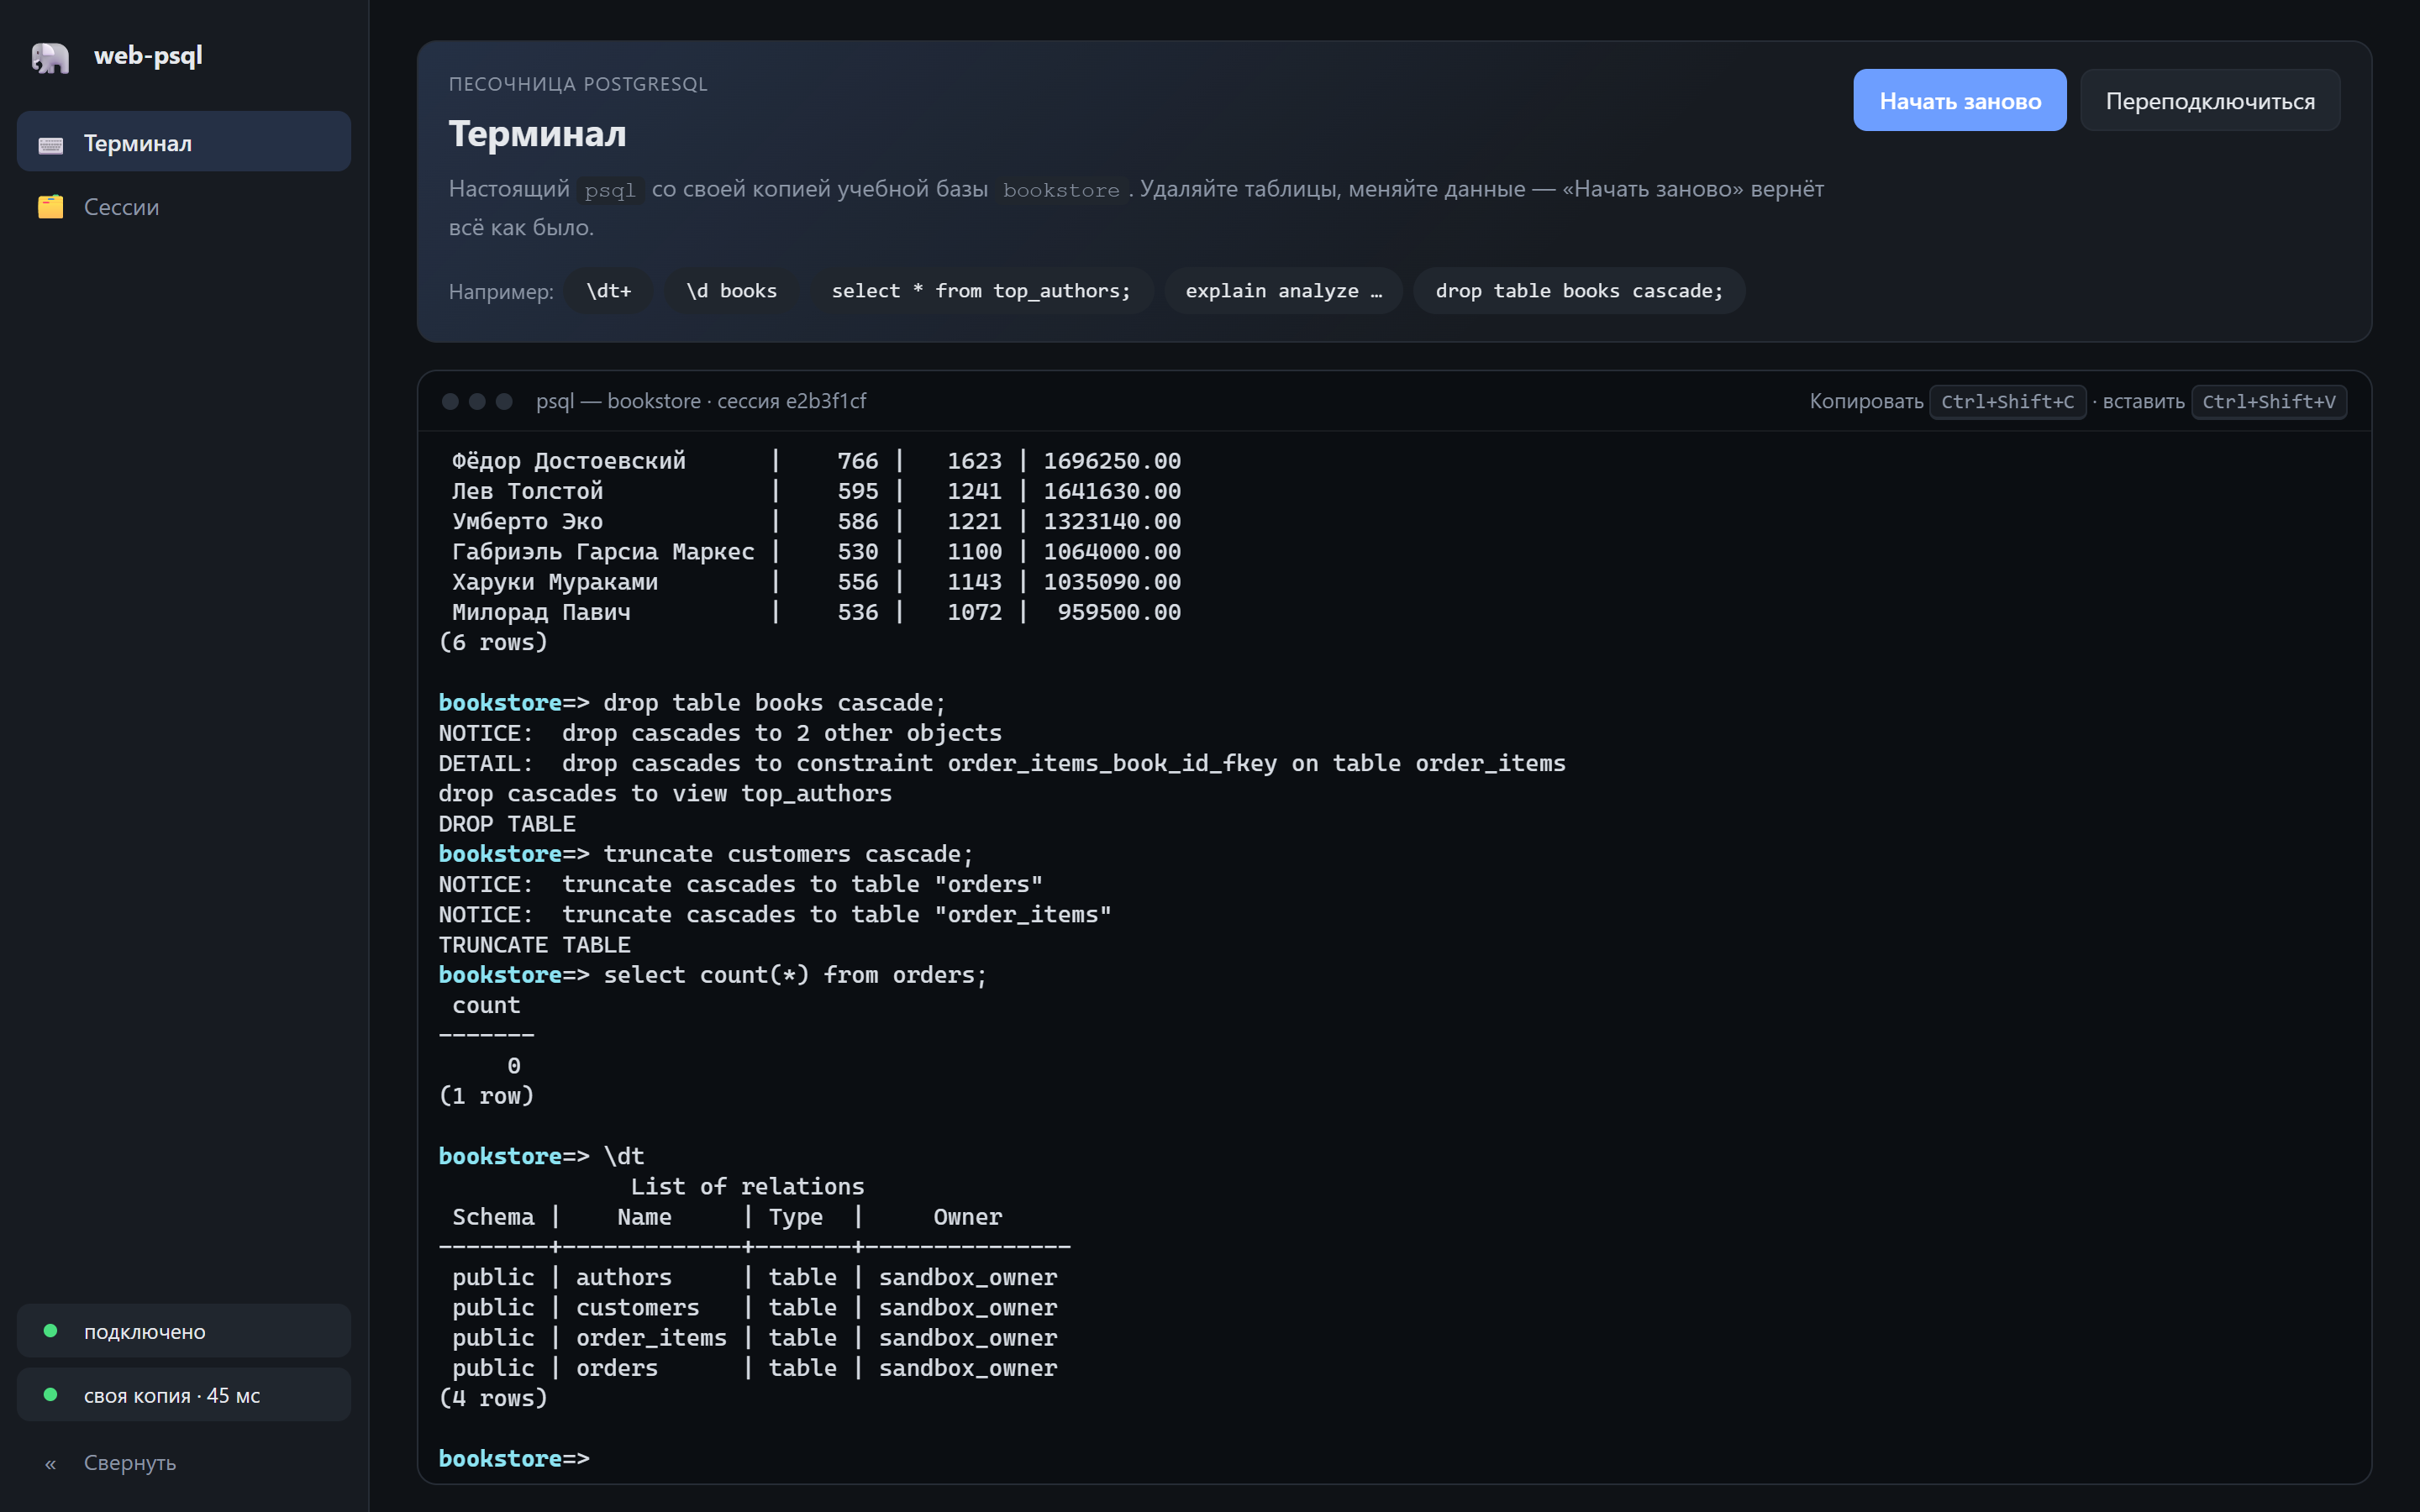 web-psql
Терминал
Сессии
подключено
своя копия · 45 мс
« Свернуть
ПЕСОЧНИЦА POSTGRESQL
Терминал
Настоящий psql со своей копией учебной базы bookstore. Удаляйте таблицы, меняйте данные — «Начать заново» вернёт
всё как было.
Например: \dt+ \d books select * from top_authors; explain analyze … drop table books cascade;
Начать заново Переподключиться
psql — bookstore · сессия e2b3f1cf Копировать Ctrl+Shift+C · вставить Ctrl+Shift+V
 Фёдор Достоевский      |    766 |   1623 | 1696250.00
 Лев Толстой            |    595 |   1241 | 1641630.00
 Умберто Эко            |    586 |   1221 | 1323140.00
 Габриэль Гарсиа Маркес |    530 |   1100 | 1064000.00
 Харуки Мураками        |    556 |   1143 | 1035090.00
 Милорад Павич          |    536 |   1072 |  959500.00
(6 rows)

bookstore=> drop table books cascade;
NOTICE:  drop cascades to 2 other objects
DETAIL:  drop cascades to constraint order_items_book_id_fkey on table order_items
drop cascades to view top_authors
DROP TABLE
bookstore=> truncate customers cascade;
NOTICE:  truncate cascades to table "orders"
NOTICE:  truncate cascades to table "order_items"
TRUNCATE TABLE
bookstore=> select count(*) from orders;
 count
-------
     0
(1 row)

bookstore=> \dt
              List of relations
 Schema |    Name     | Type  |     Owner
--------+-------------+-------+---------------
 public | authors     | table | sandbox_owner
 public | customers   | table | sandbox_owner
 public | order_items | table | sandbox_owner
 public | orders      | table | sandbox_owner
(4 rows)

bookstore=>